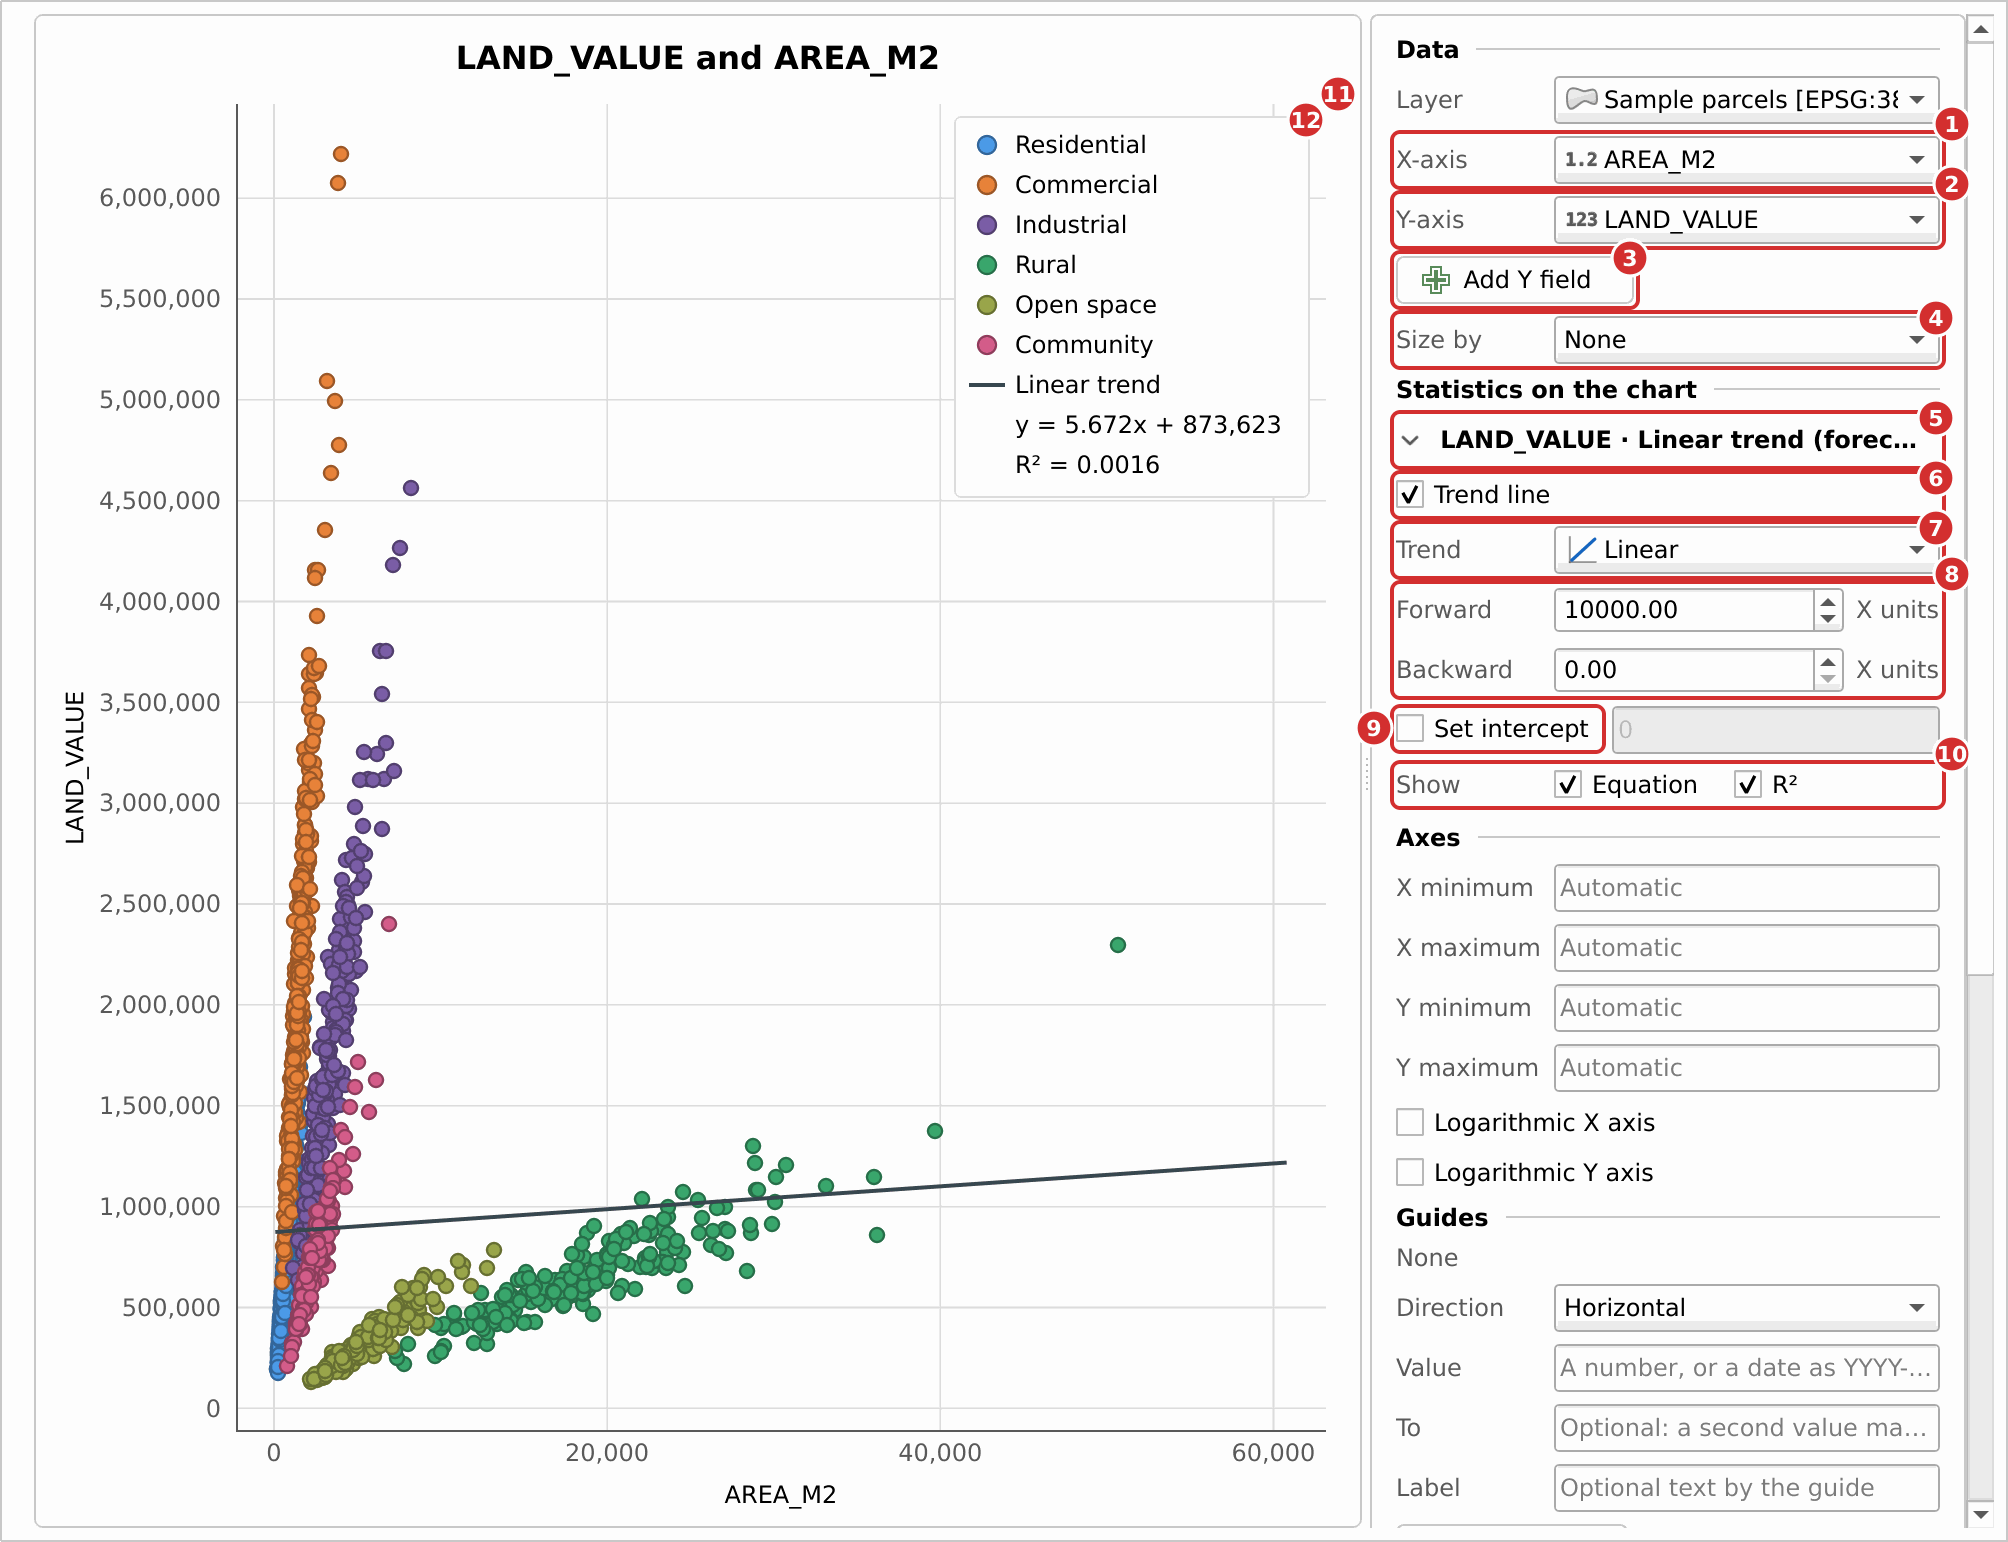 LAND_VALUE and AREA_M2
11
12
Residential
Commercial
Industrial
Rural
Open space
Community
Linear trend
y = 5.672x + 873,623
R² = 0.0016
6,000,000
5,500,000
5,000,000
4,500,000
4,000,000
3,500,000
3,000,000
2,500,000
2,000,000
1,500,000
1,000,000
500,000
0
LAND_VALUE
0
20,000
40,000
60,000
AREA_M2
Data
Layer
Sample parcels [EPSG:38
1
X-axis
1.2 AREA_M2
2
Y-axis
123 LAND_VALUE
3
Add Y field
4
Size by
None
Statistics on the chart
5
LAND_VALUE · Linear trend (forec...
6
Trend line
7
Trend
Linear
8
Forward
10000.00
X units
Backward
0.00
X units
9
Set intercept
0
10
Show
Equation
R²
Axes
X minimum
Automatic
X maximum
Automatic
Y minimum
Automatic
Y maximum
Automatic
Logarithmic X axis
Logarithmic Y axis
Guides
None
Direction
Horizontal
Value
A number, or a date as YYYY-...
To
Optional: a second value ma...
Label
Optional text by the guide